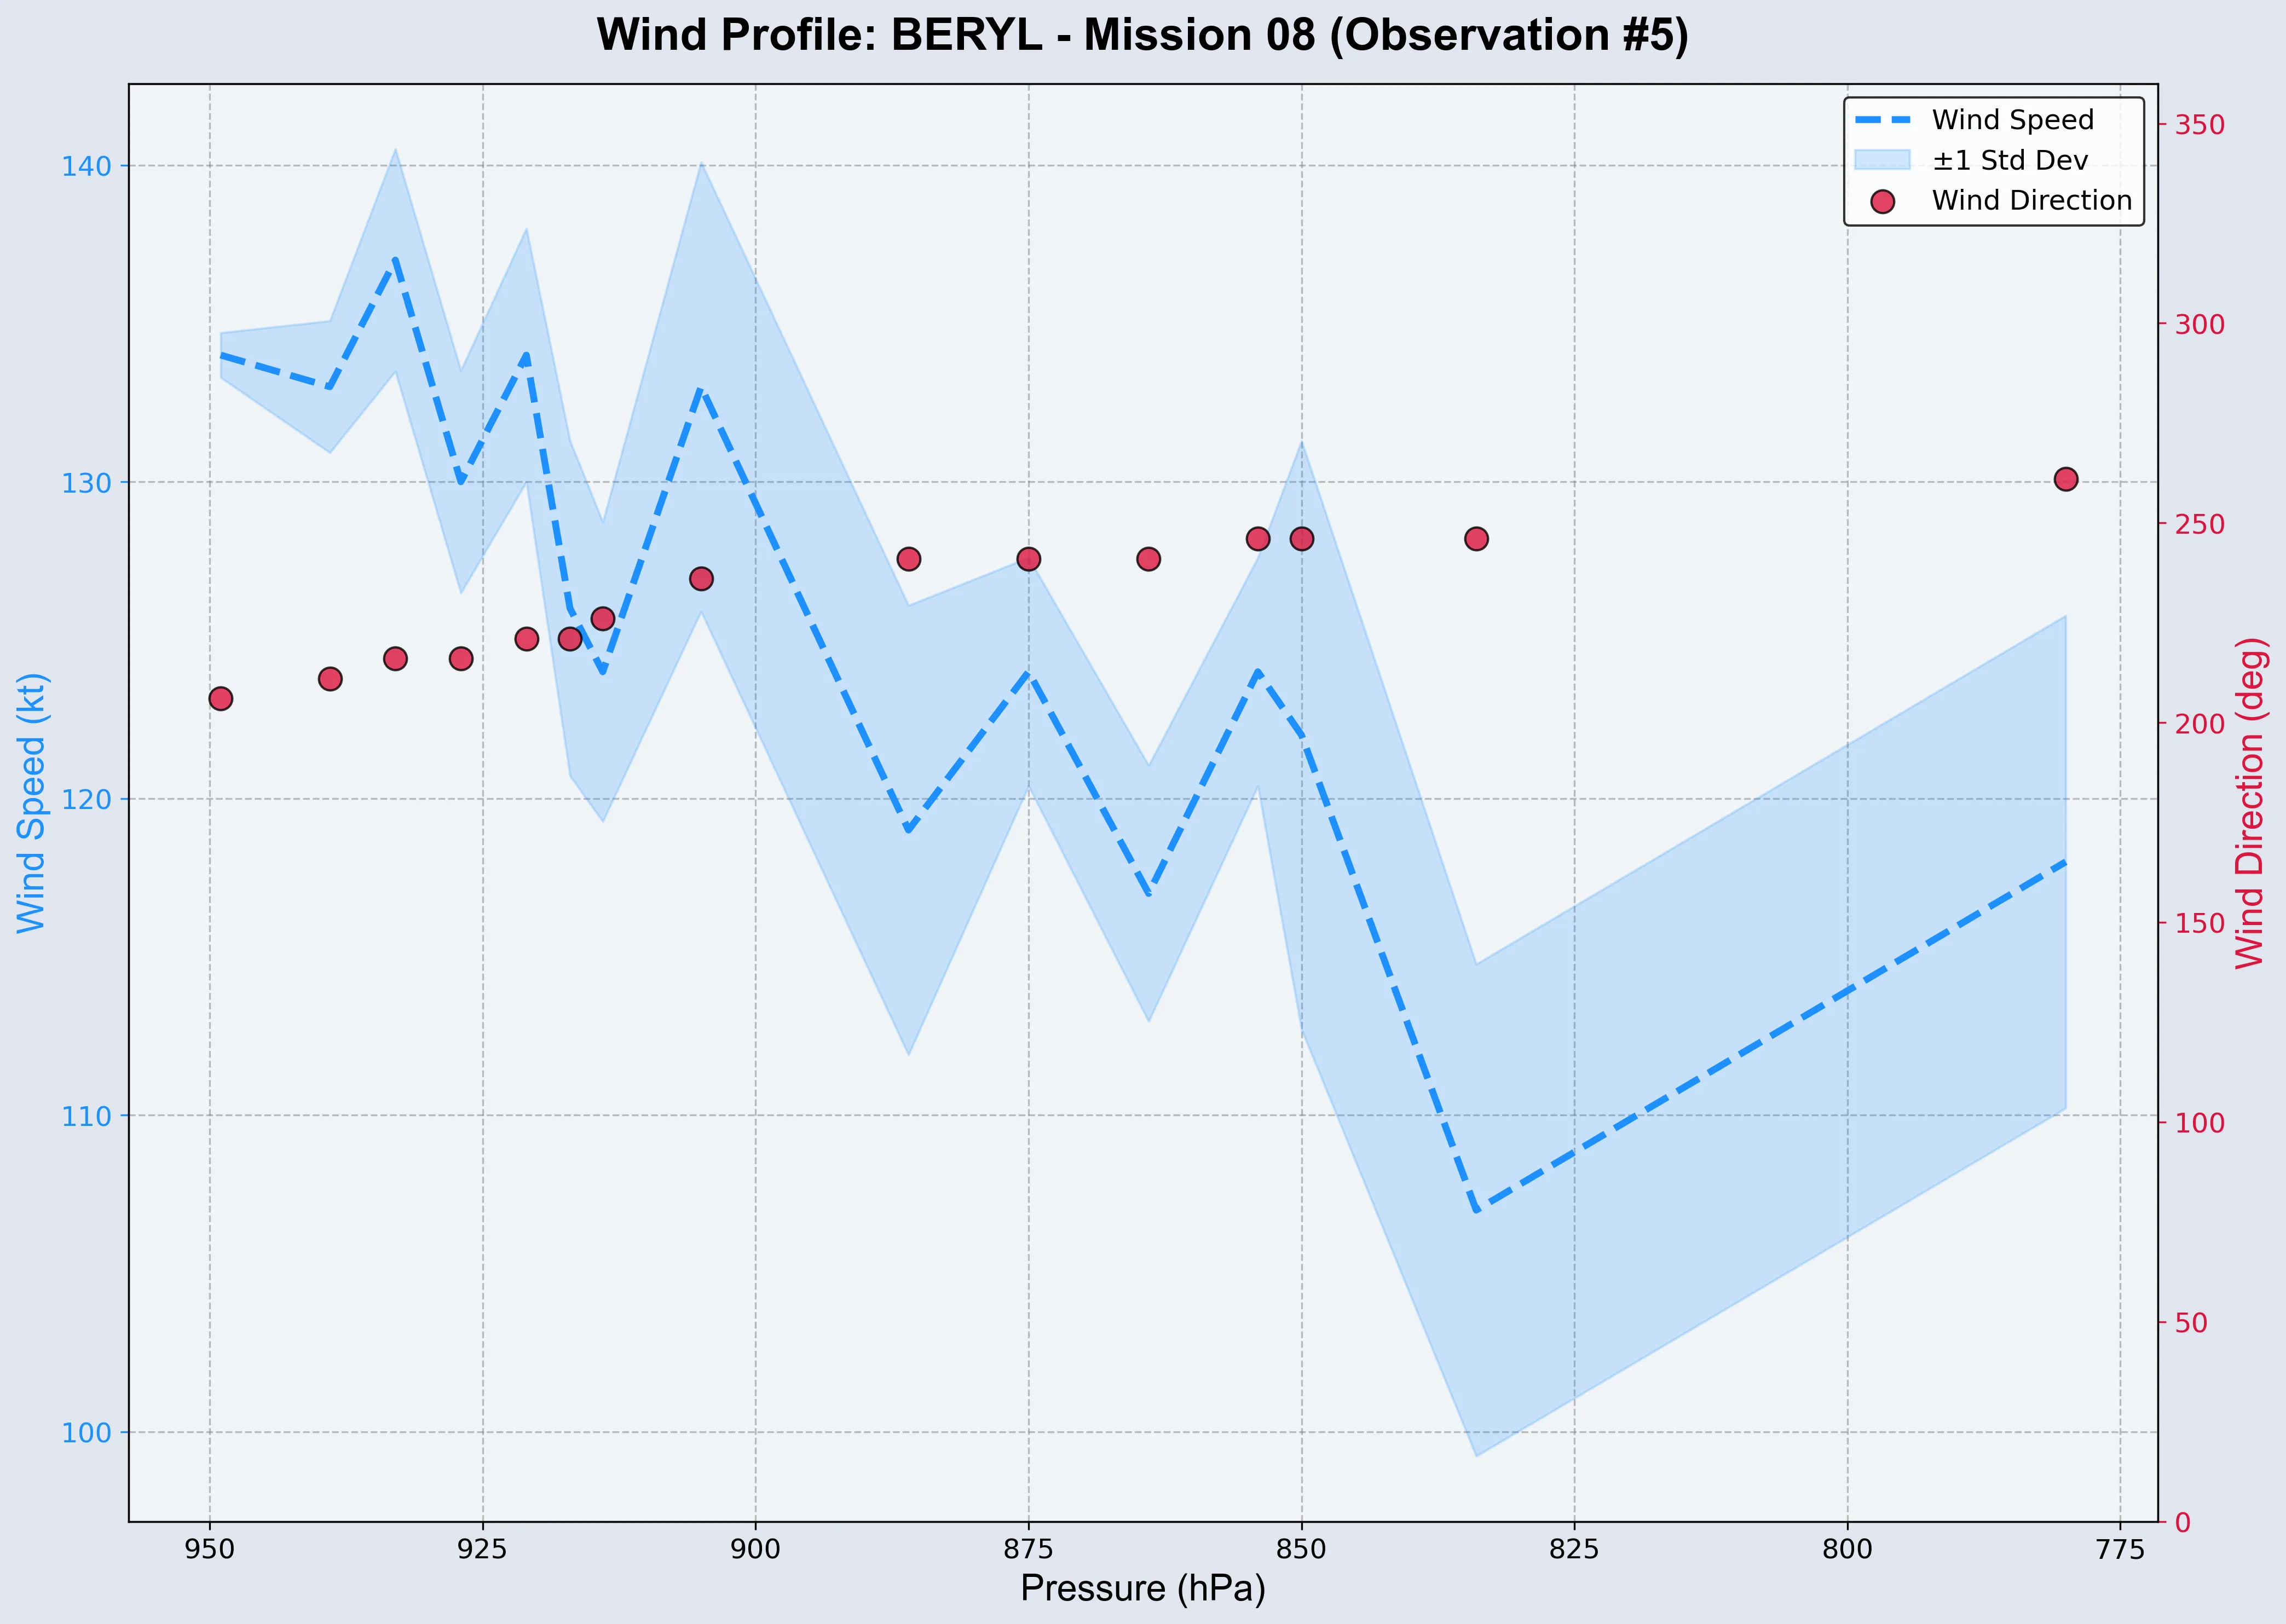 Wind Profile: BERYL - Mission 08 (Observation #5)
Wind Speed
±1 Std Dev
Wind Direction
140
130
120
110
100
Wind Speed (kt)
350
300
250
200
150
100
50
0
Wind Direction (deg)
950 925 900 875 850 825 800 775
Pressure (hPa)